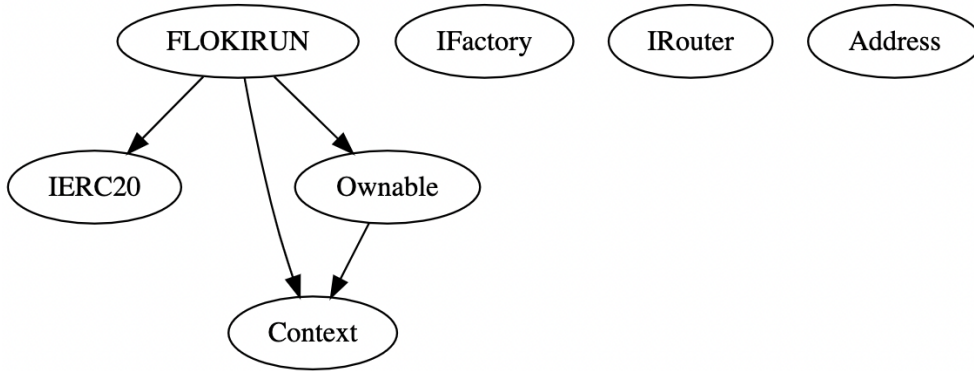 FLOKIRUN
IFactory
IRouter
Address
IERC20
Ownable
Context